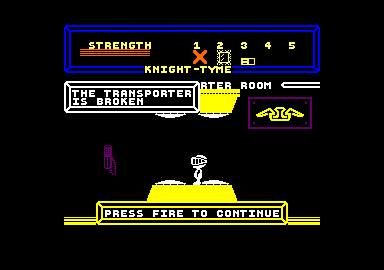 STRENGTH 1 2 3 4 5
KNIGHT-TYME
RTER ROOM
THE TRANSPORTER
IS BROKEN
PRESS FIRE TO CONTINUE